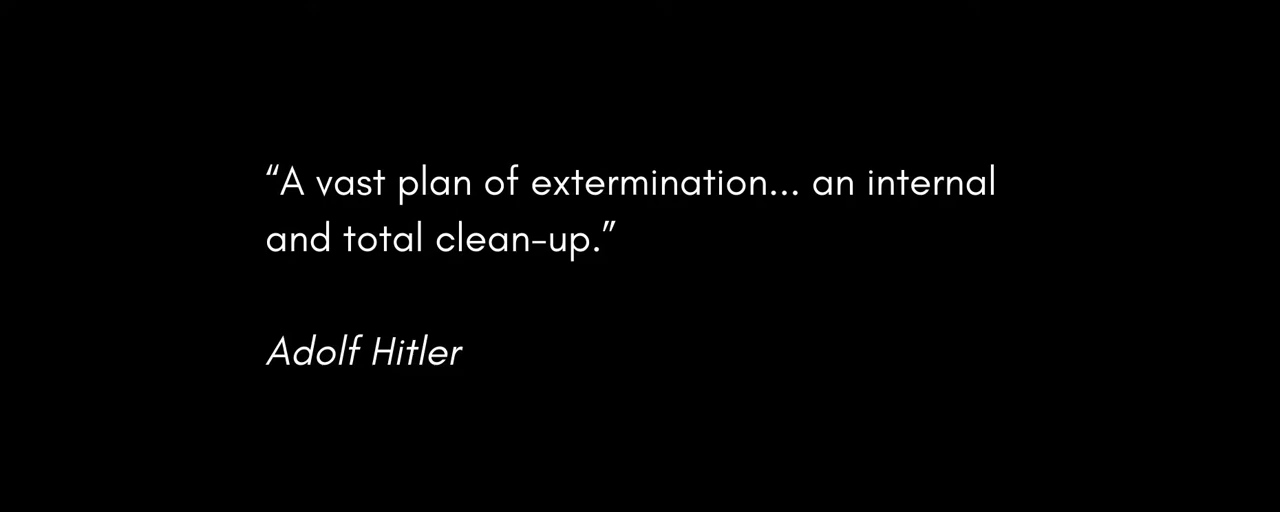 “A vast plan of extermination... an internal
and total clean-up.”
Adolf Hitler